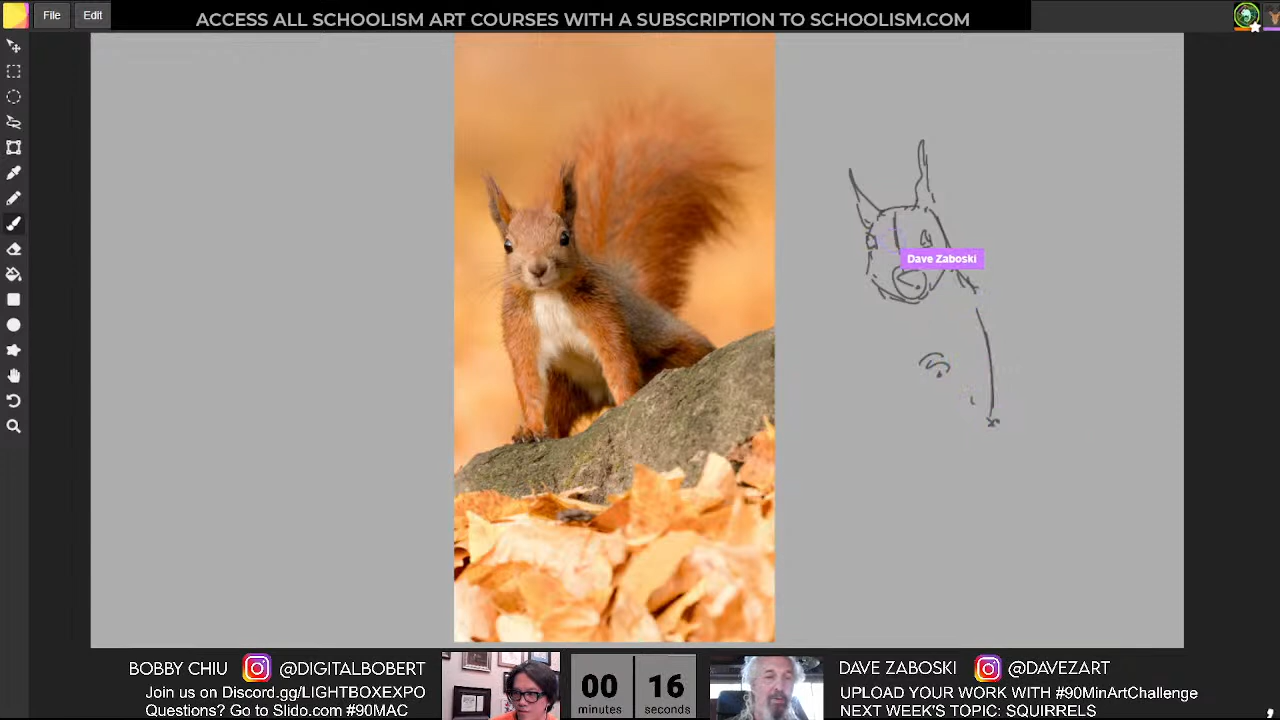 ACCESS ALL SCHOOLISM ART COURSES WITH A SUBSCRIPTION TO SCHOOLISM.COM
File Edit
Dave Zaboski
BOBBY CHIU @DIGITALBOBERT
Join us on Discord.gg/LIGHTBOXEXPO
Questions? Go to Slido.com #90MAC
00 16
minutes seconds
DAVE ZABOSKI @DAVEZART
UPLOAD YOUR WORK WITH #90MinArtChallenge
NEXT WEEK'S TOPIC: SQUIRRELS